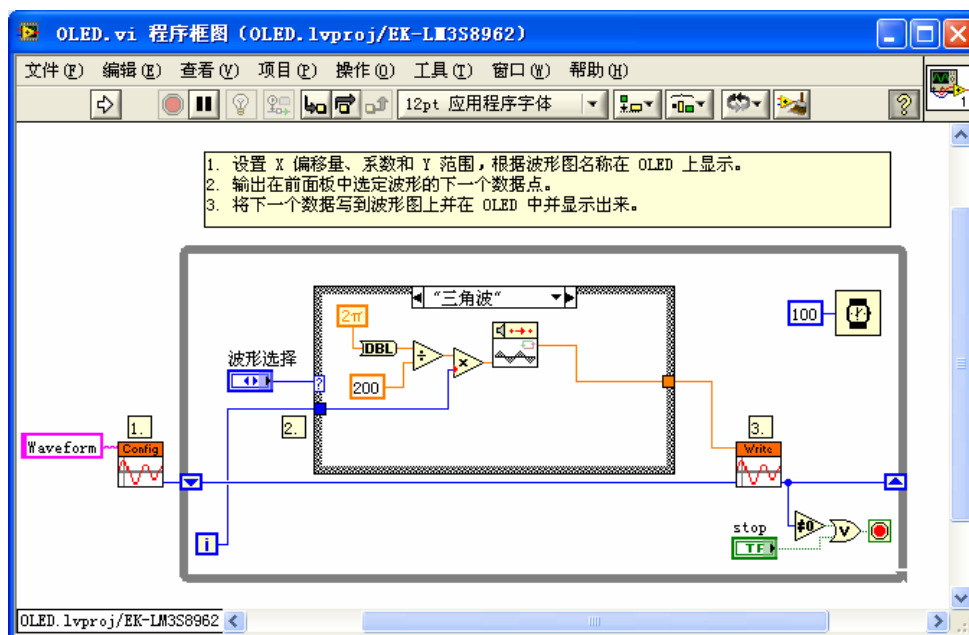 OLED.vi 程序框图 (OLED.lvproj/EK-LM3S8962)
文件(F) 编辑(E) 查看(V) 项目(P) 操作(O) 工具(T) 窗口(W) 帮助(H)
12pt 应用程序字体
1
1. 设置 X 偏移量、系数和 Y 范围，根据波形图名称在 OLED 上显示。
2. 输出在前面板中选定波形的下一个数据点。
3. 将下一个数据写到波形图上并在 OLED 中并显示出来。
"三角波"
2π
DBL
÷
×
200
100
波形选择
?
1.
2.
3.
Waveform
Config
Write
i
stop
TF
≠0
V
OLED.lvproj/EK-LM3S8962